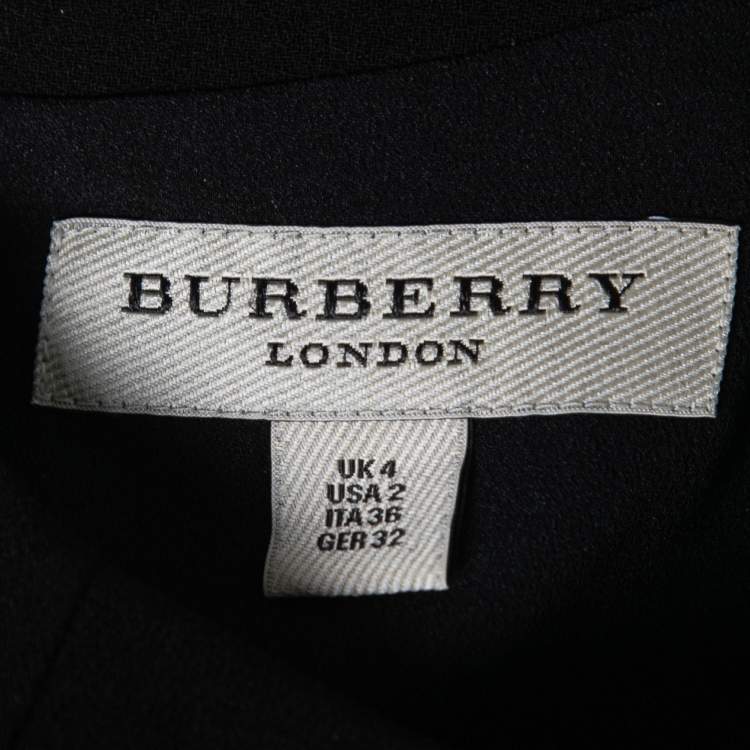 BURBERRY
LONDON
UK 4
USA 2
ITA 36
GER 32